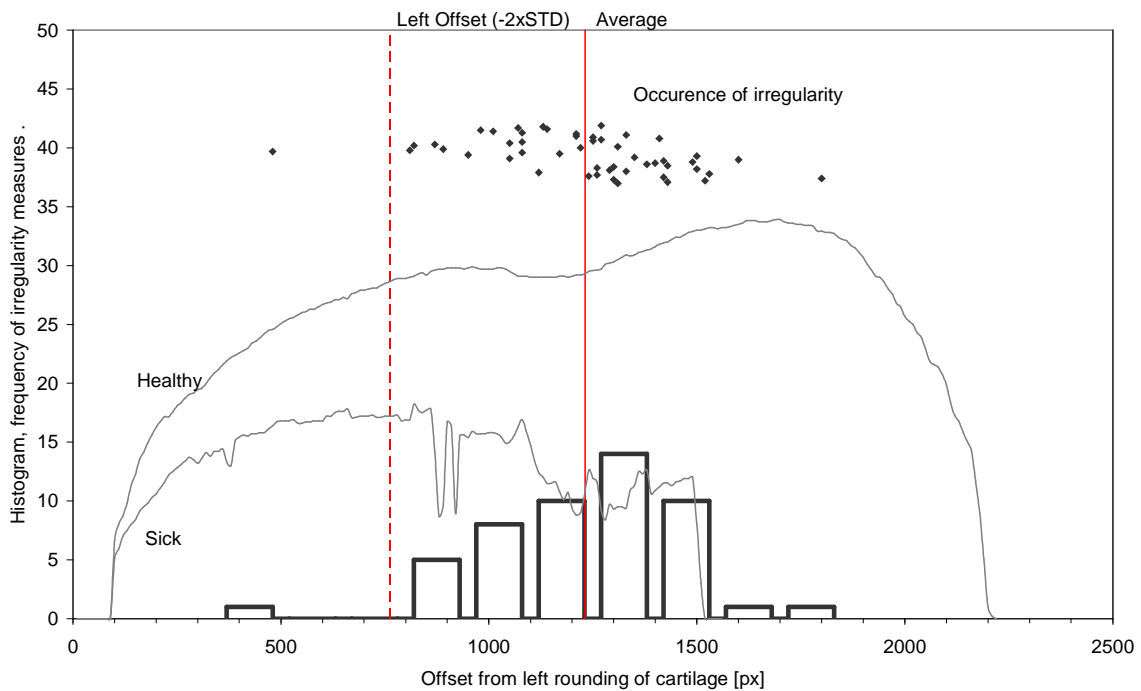 Left Offset (-2xSTD)
Average
50
45
40
35
30
25
20
15
10
5
0
Histogram, frequency of irregularity measures .
Occurence of irregularity
Healthy
Sick
0
500
1000
1500
2000
2500
Offset from left rounding of cartilage [px]